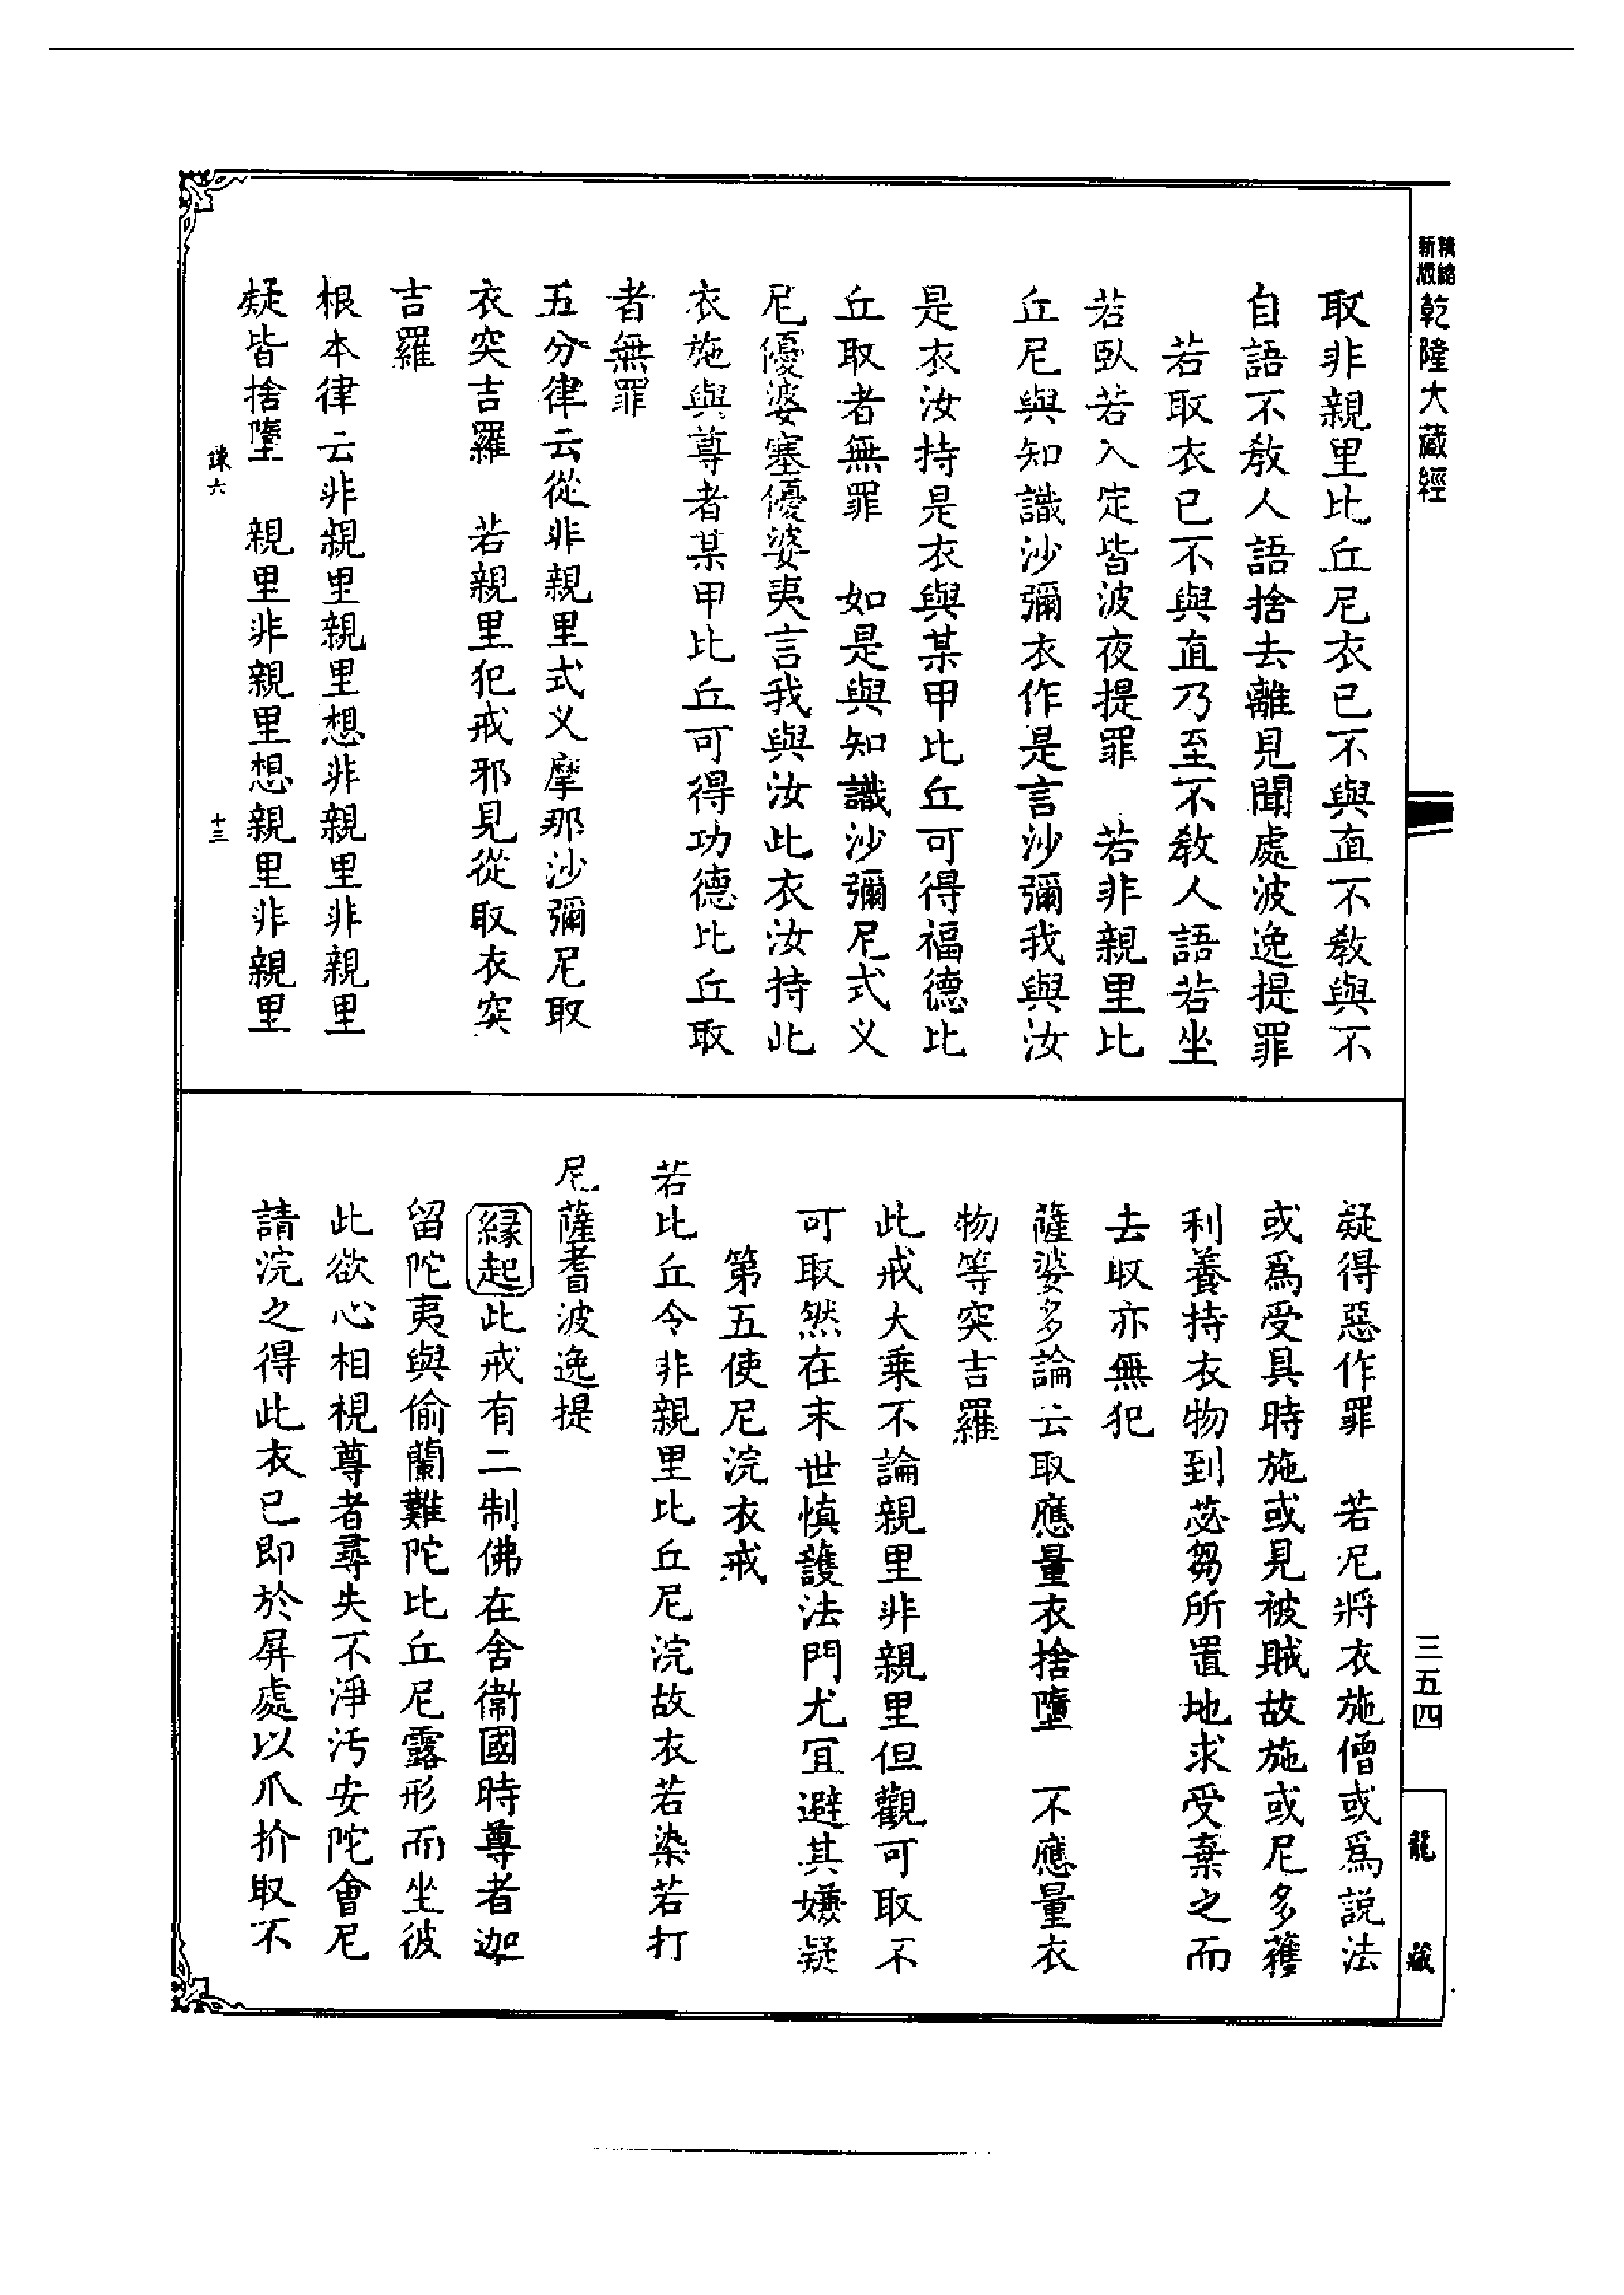 精縮新版乾隆大藏經
取非親里比丘尼衣已不與直不教與不
自語不教人語捨去離見聞處波逸提罪
若取衣已不與直乃至不教人語若坐
若臥若入定皆波夜提罪　若非親里比
丘尼與知識沙彌衣作是言沙彌我與汝
是衣汝持是衣與某甲比丘可得福德比
丘取者無罪　如是與知識沙彌尼式义
尼優婆塞優婆夷言我與汝此衣汝持此
衣施與尊者某甲比丘可得功德比丘取
者無罪
五分律云從非親里式义摩那沙彌尼取
衣突吉羅　若親里犯戒邪見從取衣突
吉羅
根本律云非親里親里想非親里非親里
疑皆捨墮　親里非親里想親里非親里
諫六　十三
疑得惡作罪　若尼將衣施僧或爲説法
或爲受具時施或見被賊故施或尼多獲
利養持衣物到苾芻所置地求受棄之而
去取亦無犯
薩婆多論云取應量衣捨墮　不應量衣
物等突吉羅
此戒大乗不論親里非親里但觀可取不
可取然在末世慎護法門尤宜避其嫌疑
第五使尼浣衣戒
若比丘令非親里比丘尼浣故衣若染若打
尼薩耆波逸提
緣起此戒有二制佛在舍衞國時尊者迦
留陀夷與偷蘭難陀比丘尼露形而坐彼
此欲心相視尊者尋失不淨汚安陀會尼
請浣之得此衣已即於屏處以爪扴取不
三五四
龍藏